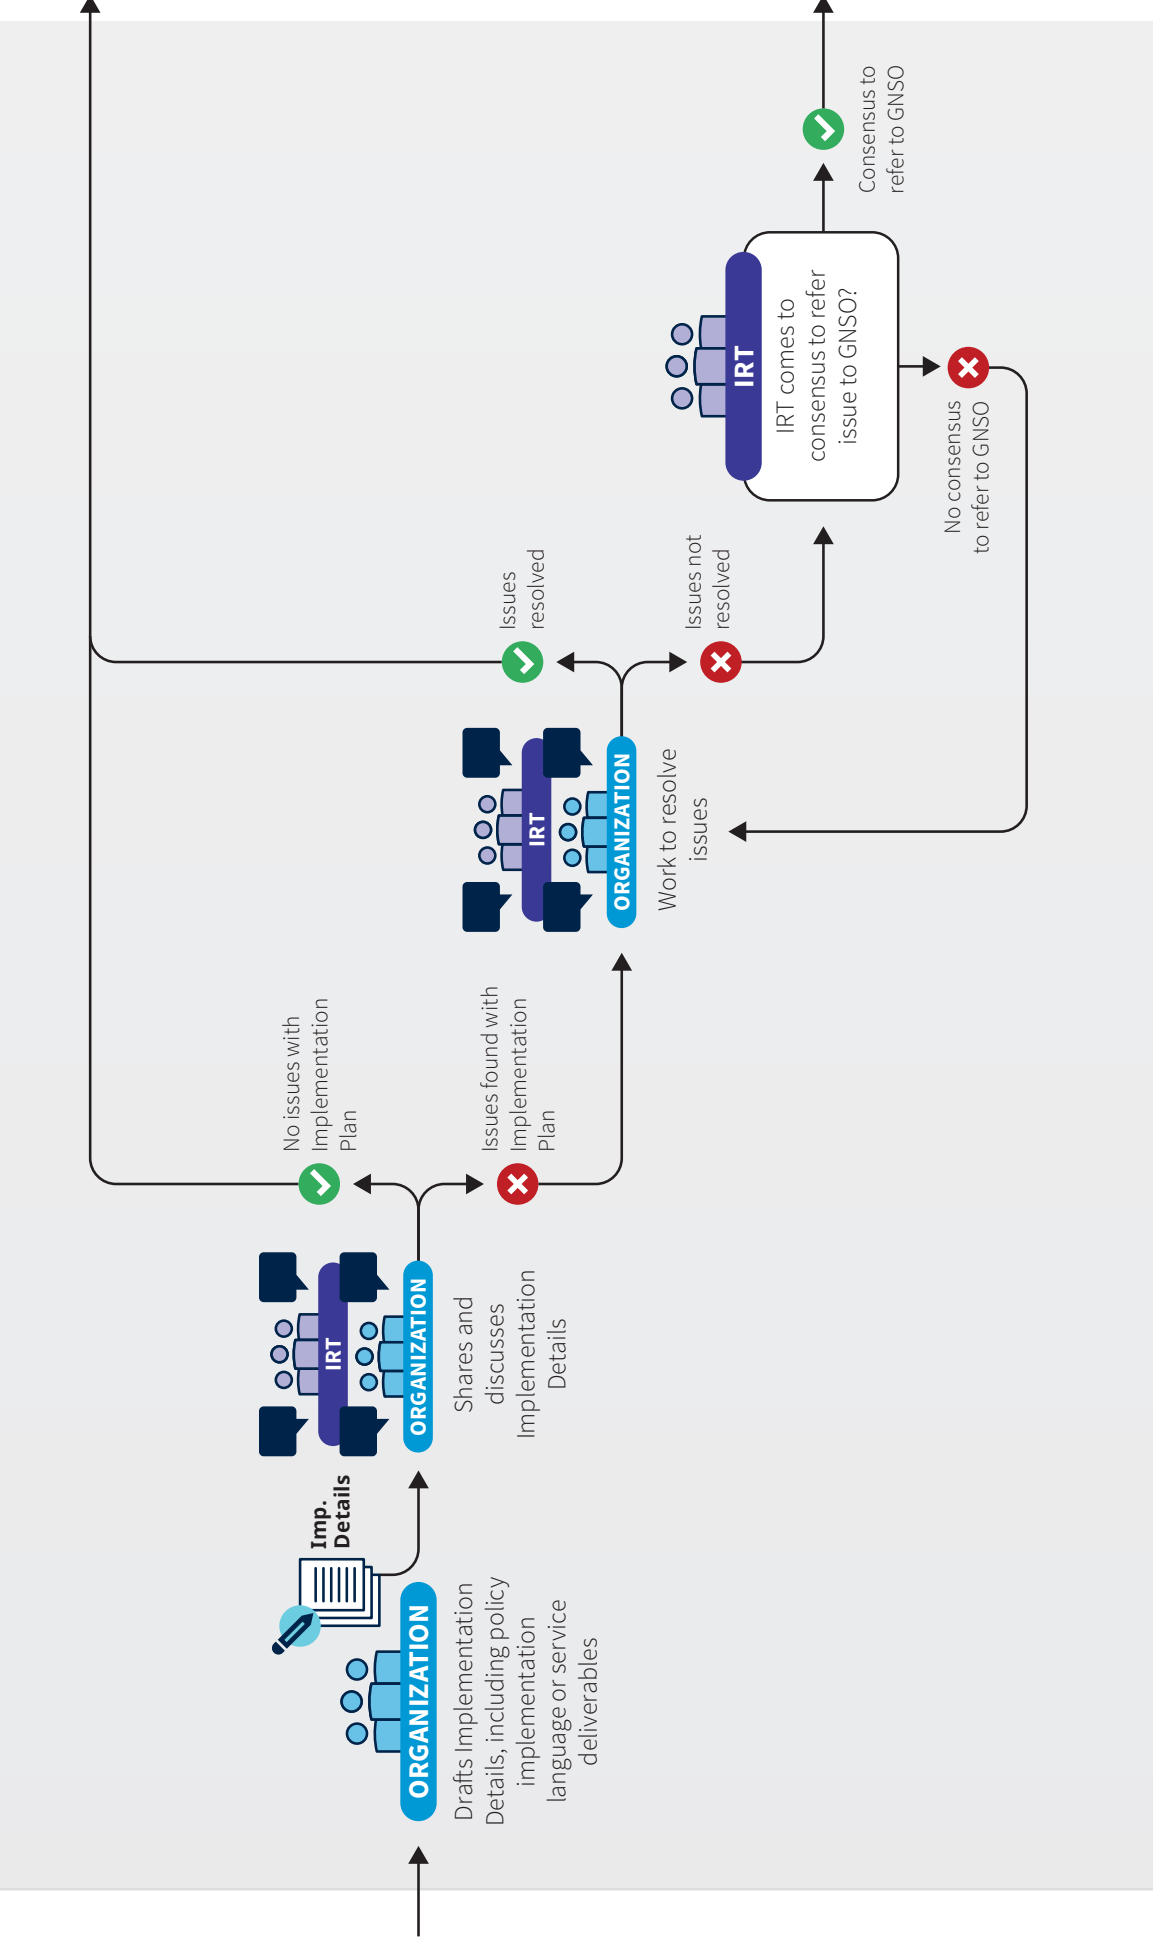 ORGANIZATION
Drafts Implementation
Details, including policy
implementation
language or service
deliverables
Imp.
Details
IRT
ORGANIZATION
Shares and
discusses
Implementation
Details
No issues with
Implementation
Plan
Issues found with
Implementation
Plan
IRT
ORGANIZATION
Work to resolve
issues
Issues
resolved
Issues not
resolved
IRT
IRT comes to
consensus to refer
issue to GNSO?
No consensus
to refer to GNSO
Consensus to
refer to GNSO